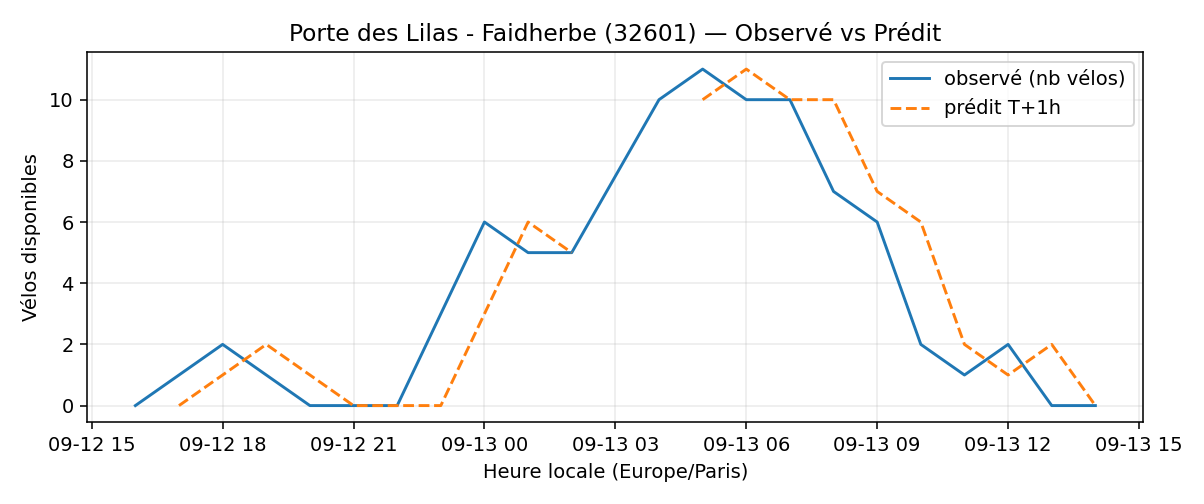 Porte des Lilas - Faidherbe (32601) — Observé vs Prédit
observé (nb vélos)
prédit T+1h
Vélos disponibles
10
8
6
4
2
0
09-12 15 09-12 18 09-12 21 09-13 00 09-13 03 09-13 06 09-13 09 09-13 12 09-13 15
Heure locale (Europe/Paris)